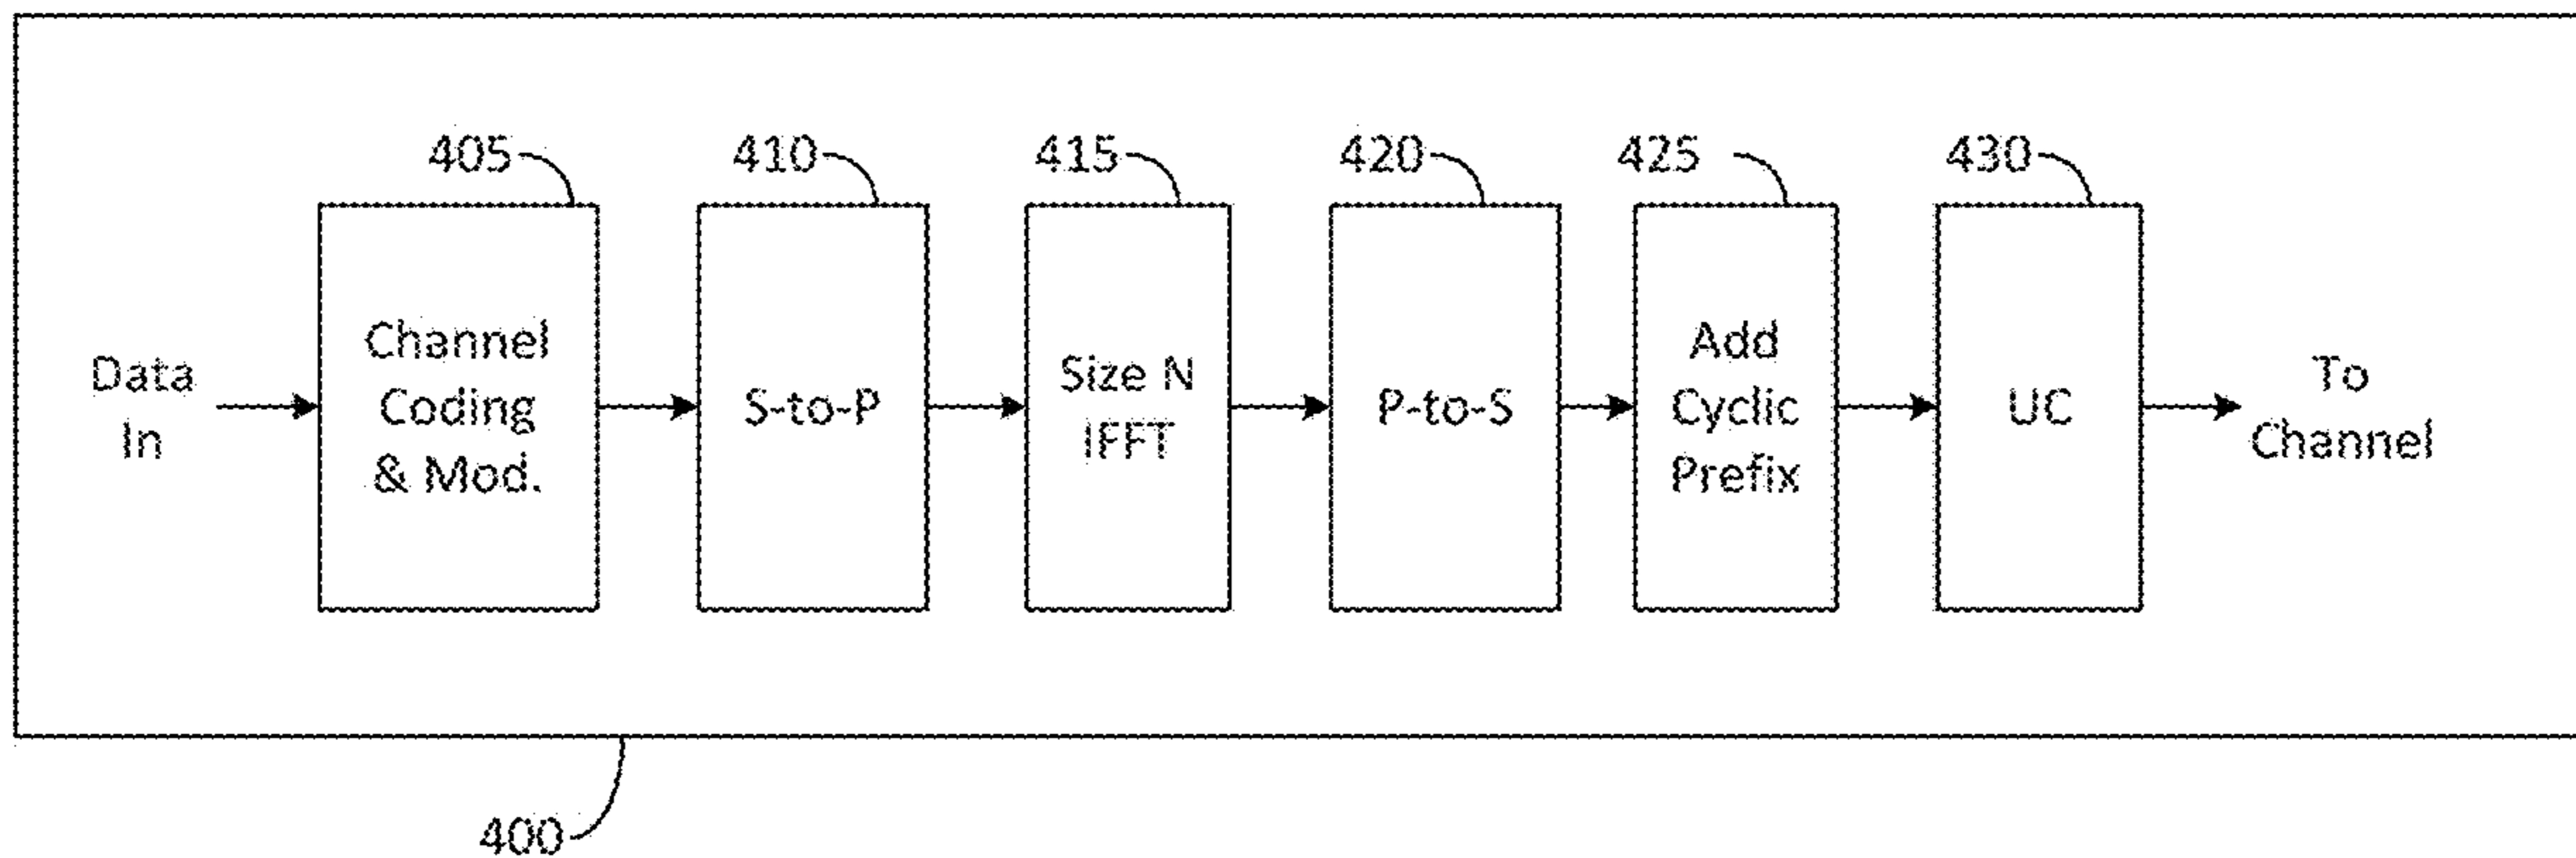 405
410
415
420
425
430
Data
In
Channel
Coding
& Mod.
S-to-P
Size N
IFFT
P-to-S
Add
Cyclic
Prefix
UC
To
Channel
400